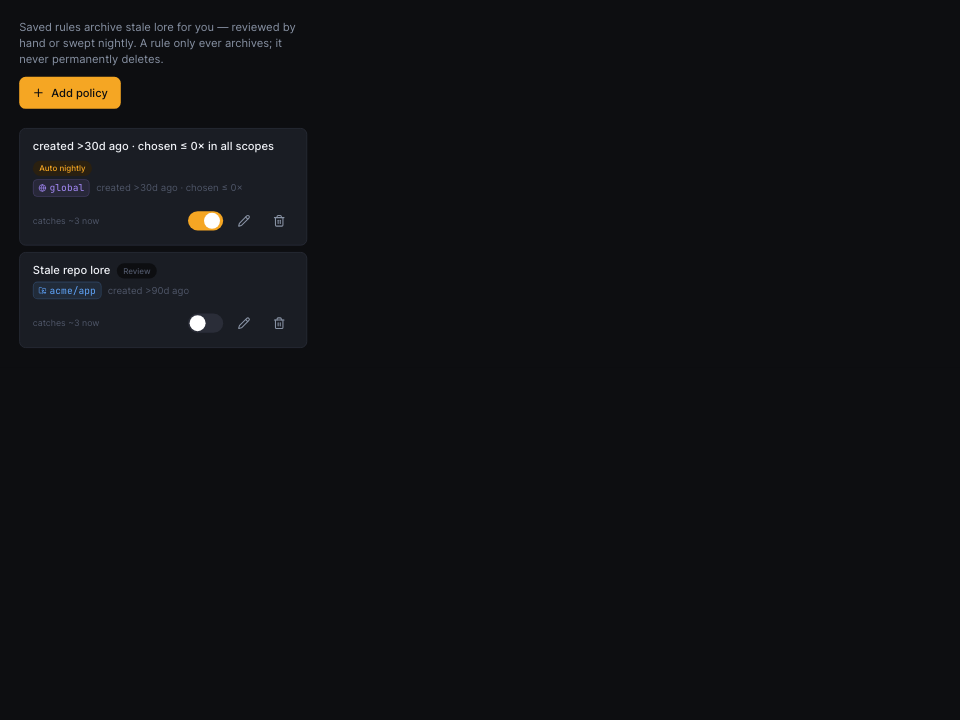 Saved rules archive stale lore for you — reviewed by
hand or swept nightly. A rule only ever archives; it
never permanently deletes.
Add policy
created >30d ago · chosen ≤ 0× in all scopes
Auto nightly
global created >30d ago · chosen ≤ 0×
catches ~3 now
Stale repo lore Review
acme/app created >90d ago
catches ~3 now